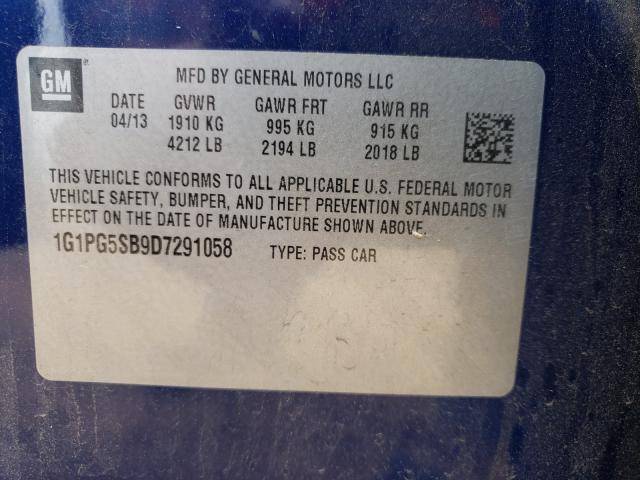 GM
MFD BY GENERAL MOTORS LLC
DATE GVWR GAWR FRT GAWR RR
04/13 1910 KG 995 KG 915 KG
4212 LB 2194 LB 2018 LB
THIS VEHICLE CONFORMS TO ALL APPLICABLE U.S. FEDERAL MOTOR
VEHICLE SAFETY, BUMPER, AND THEFT PREVENTION STANDARDS IN
EFFECT ON THE DATE OF MANUFACTURE SHOWN ABOVE.
1G1PG5SB9D7291058 TYPE: PASS CAR